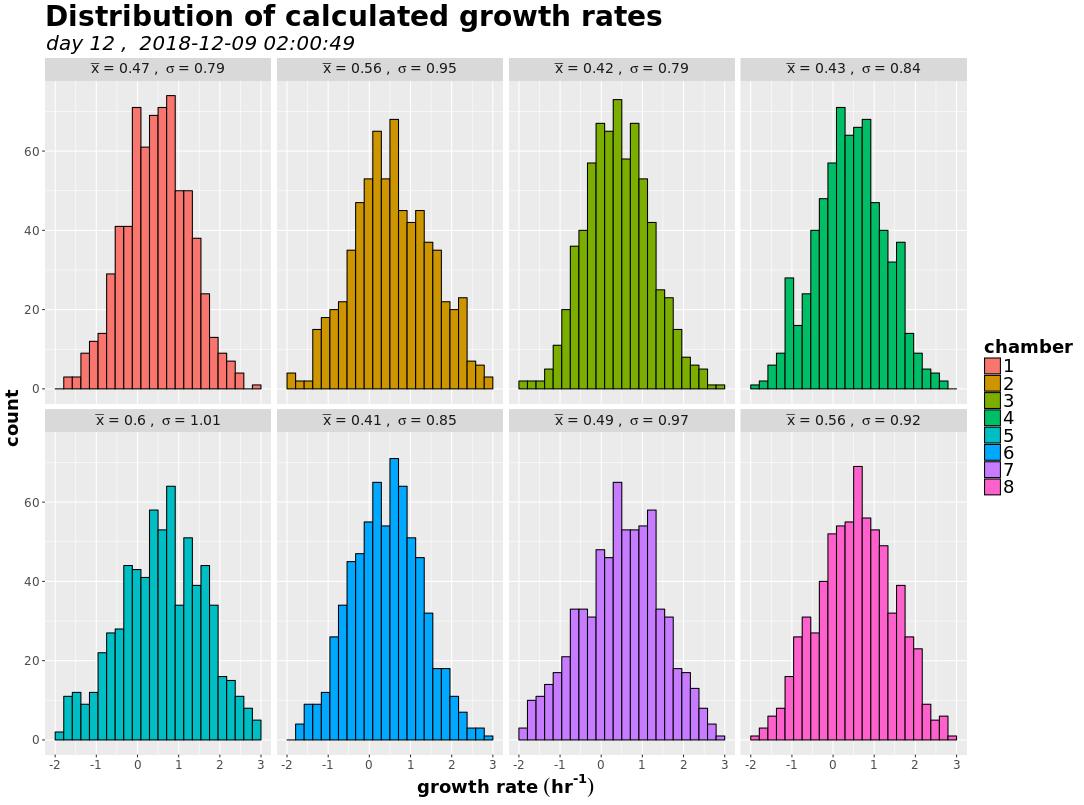 Distribution of calculated growth rates
day 12 ,  2018-12-09 02:00:49
x̅ = 0.47 ,  σ = 0.79
x̅ = 0.56 ,  σ = 0.95
x̅ = 0.42 ,  σ = 0.79
x̅ = 0.43 ,  σ = 0.84
60
40
20
0
x̅ = 0.6 ,  σ = 1.01
x̅ = 0.41 ,  σ = 0.85
x̅ = 0.49 ,  σ = 0.97
x̅ = 0.56 ,  σ = 0.92
60
40
20
0
-2 -1 0 1 2 3
-2 -1 0 1 2 3
-2 -1 0 1 2 3
-2 -1 0 1 2 3
growth rate (hr⁻¹)
count
chamber
1
2
3
4
5
6
7
8